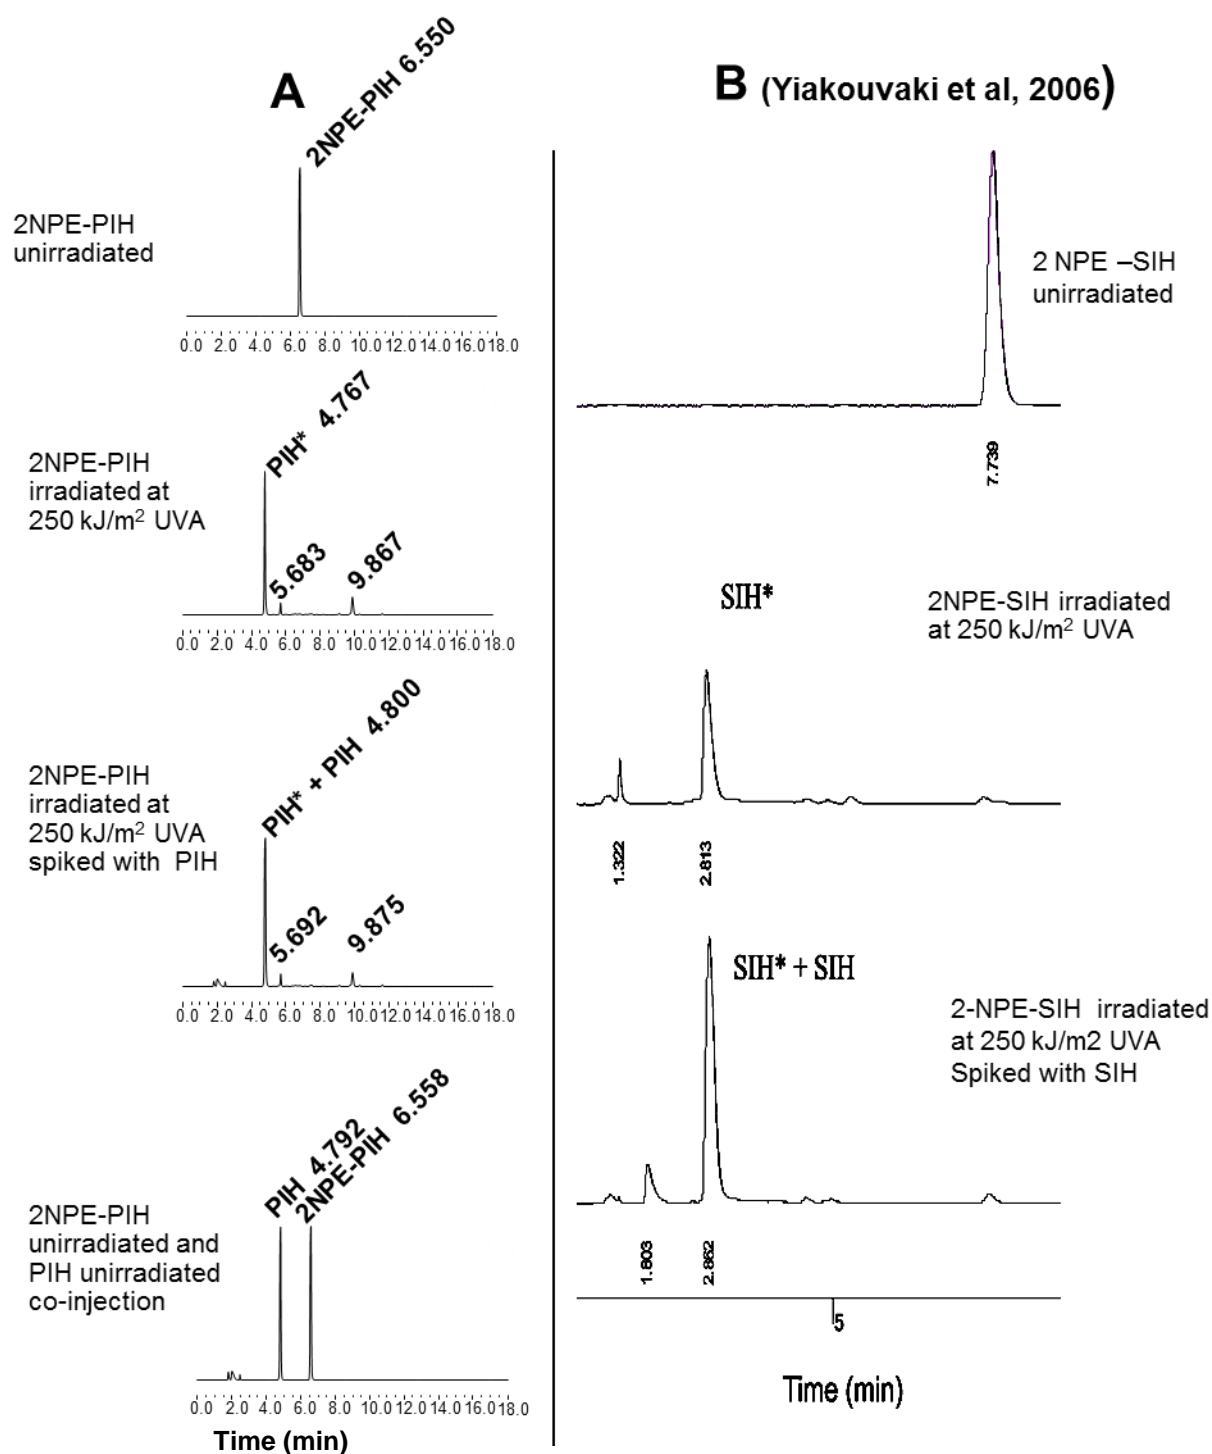 A
2NPE-PIH 6.550
2NPE-PIH
unirradiated
0.0 2.0 4.0 6.0 8.0 10.0 12.0 14.0 16.0 18.0
PIH* 4.767
5.683
9.867
2NPE-PIH
irradiated at
250 kJ/m² UVA
0.0 2.0 4.0 6.0 8.0 10.0 12.0 14.0 16.0 18.0
PIH* + PIH 4.800
5.692
9.875
2NPE-PIH
irradiated at
250 kJ/m² UVA
spiked with PIH
0.0 2.0 4.0 6.0 8.0 10.0 12.0 14.0 16.0 18.0
PIH 4.792
2NPE-PIH 6.558
2NPE-PIH
unirradiated and
PIH unirradiated
co-injection
0.0 2.0 4.0 6.0 8.0 10.0 12.0 14.0 16.0 18.0
Time (min)
B (Yiakouvaki et al, 2006)
2 NPE –SIH
unirradiated
7.739
SIH*
2NPE-SIH irradiated
at 250 kJ/m² UVA
1.322
2.813
SIH* + SIH
2-NPE-SIH irradiated
at 250 kJ/m2 UVA
Spiked with SIH
1.803
2.862
5
Time (min)